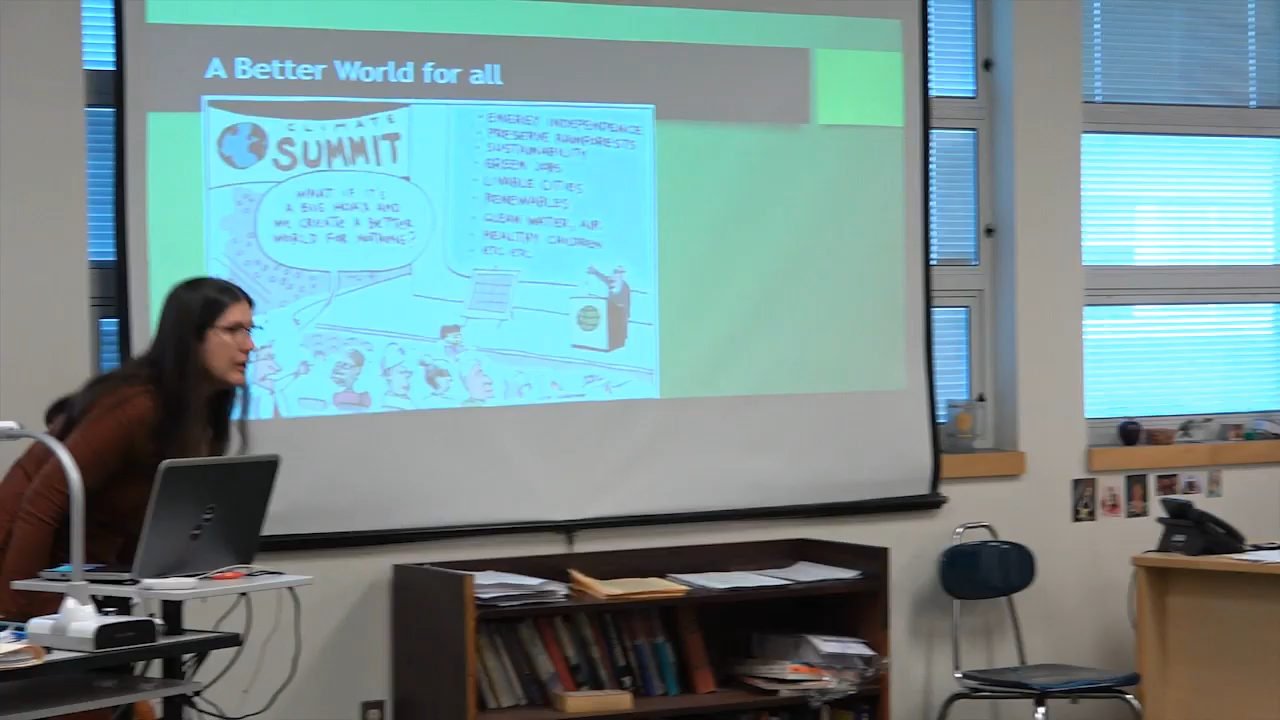 A Better World for all
CLIMATE
SUMMIT
WHAT IF IT'S
A BIG HOAX AND
WE CREATE A BETTER
WORLD FOR NOTHING?
• ENERGY INDEPENDENCE
• PRESERVE RAINFORESTS
• SUSTAINABILITY
• GREEN JOBS
• LIVABLE CITIES
• RENEWABLES
• CLEAN WATER, AIR
• HEALTHY CHILDREN
• ETC. ETC.